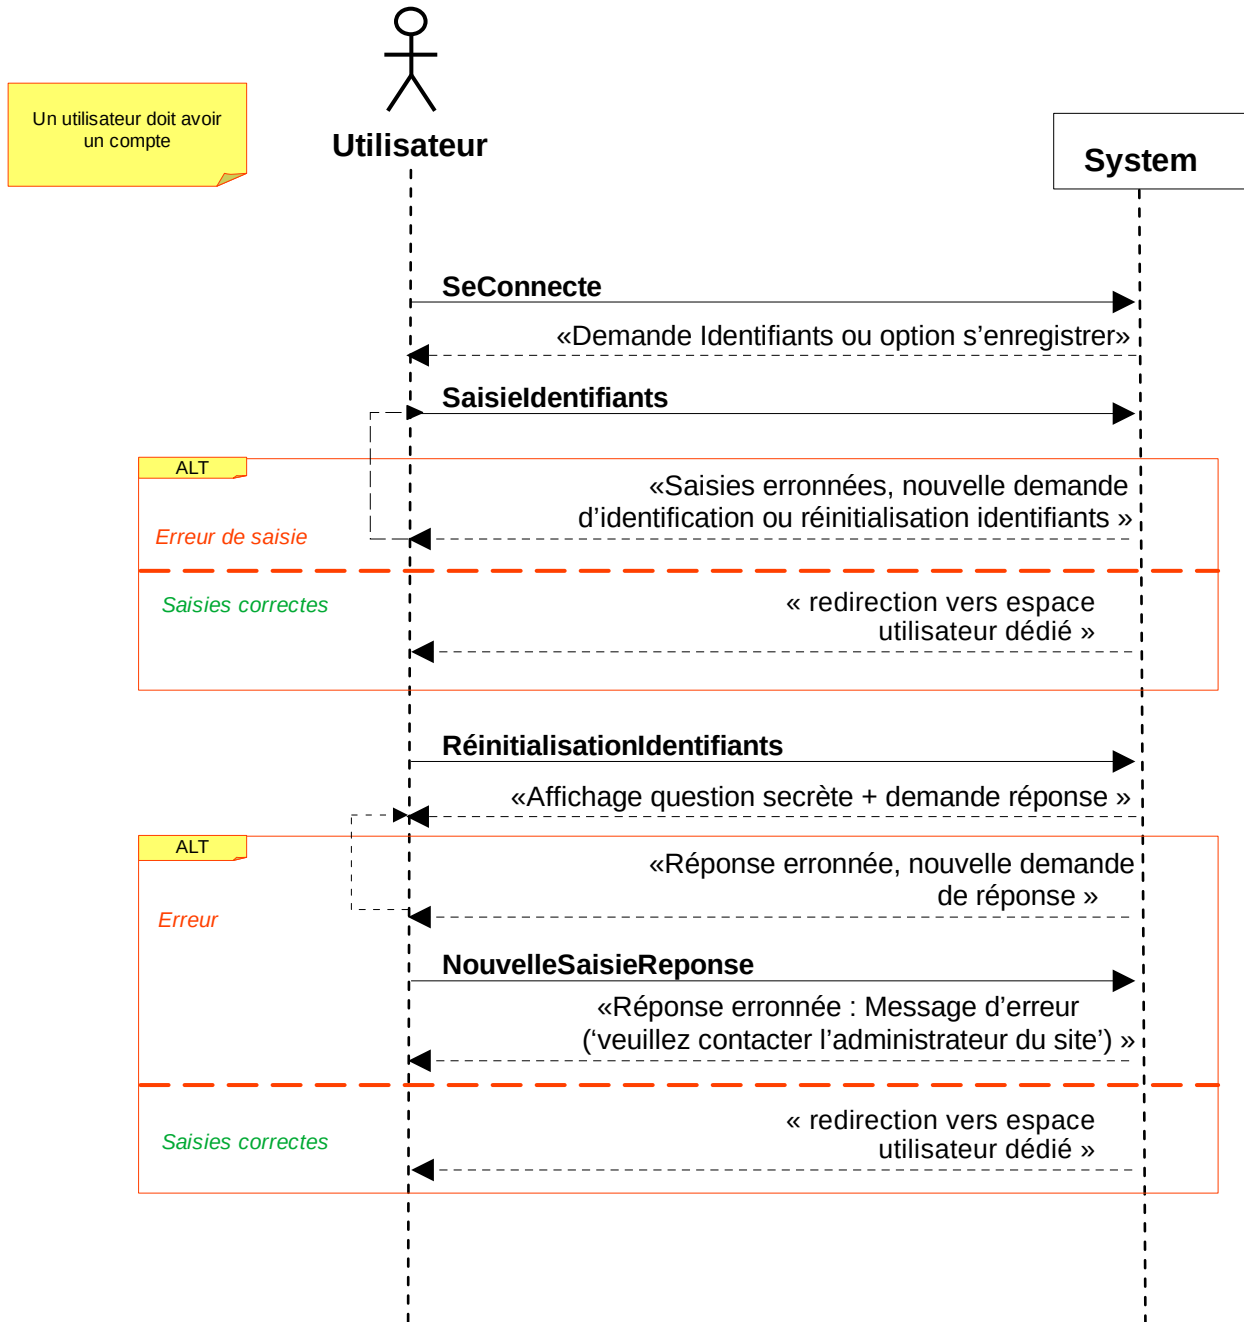 Un utilisateur doit avoir
un compte
Utilisateur
System
SeConnecte
«Demande Identifiants ou option s’enregistrer»
SaisieIdentifiants
ALT
«Saisies erronnées, nouvelle demande
d’identification ou réinitialisation identifiants »
Erreur de saisie
Saisies correctes
« redirection vers espace
utilisateur dédié »
RéinitialisationIdentifiants
«Affichage question secrète + demande réponse »
ALT
«Réponse erronnée, nouvelle demande
de réponse »
Erreur
NouvelleSaisieReponse
«Réponse erronnée : Message d’erreur
(‘veuillez contacter l’administrateur du site’) »
Saisies correctes
« redirection vers espace
utilisateur dédié »